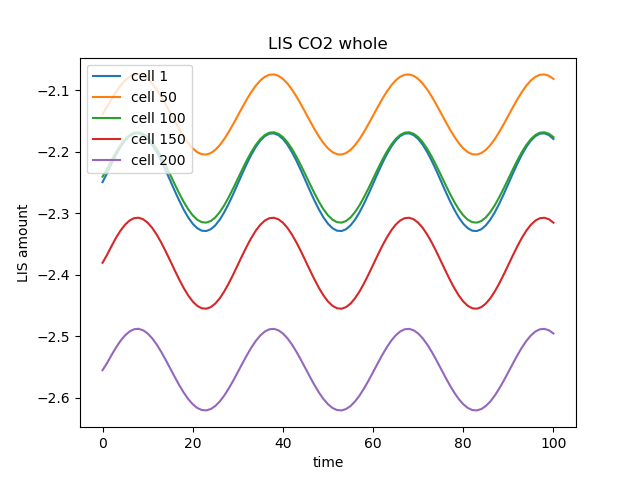 LIS CO2 whole
cell 1
cell 50
cell 100
cell 150
cell 200
−2.1
−2.2
−2.3
−2.4
−2.5
−2.6
LIS amount
0 20 40 60 80 100
time